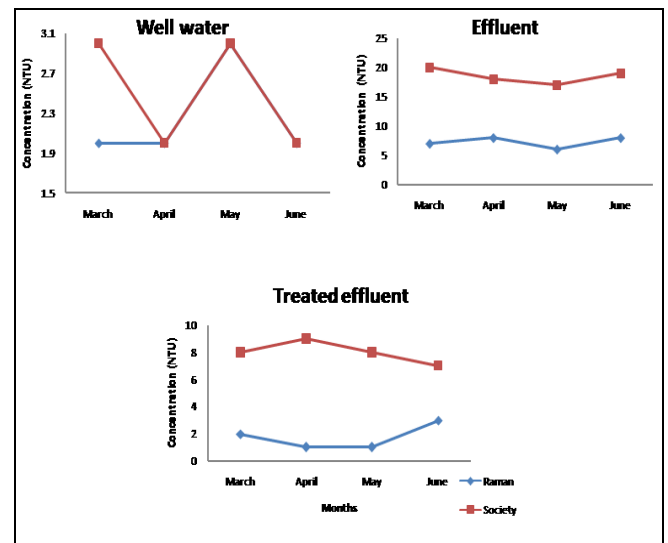 Well water
Concentration (NTU)
3.1
2.7
2.3
1.9
1.5
March April May June
Effluent
Concentration (NTU)
25
20
15
10
5
0
March April May June
Treated effluent
Concentration (NTU)
10
8
6
4
2
0
March April May June
Months
Raman
Society